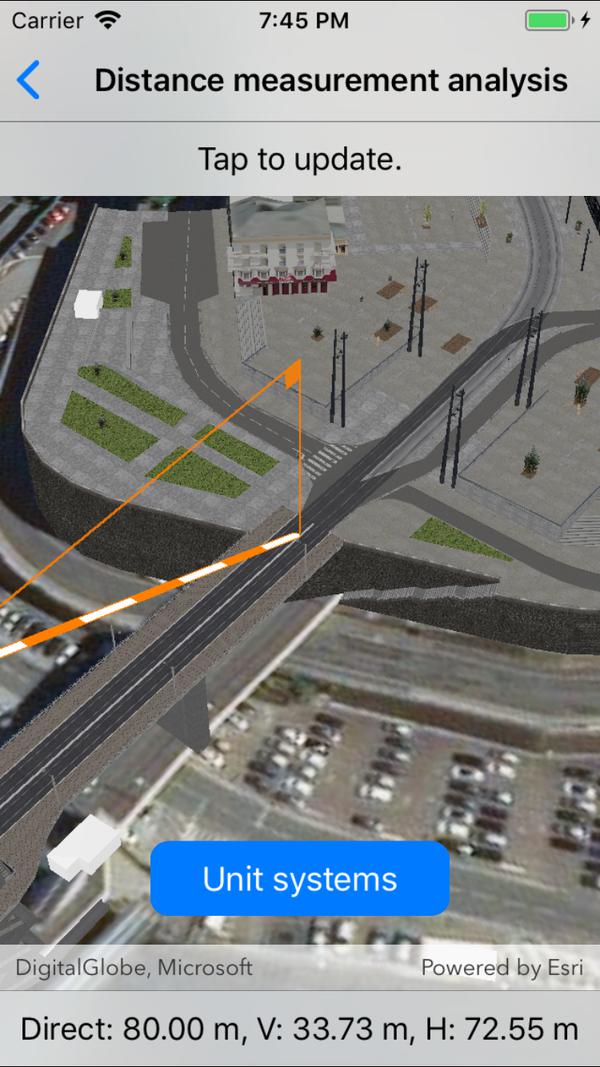 Carrier 7:45 PM
Distance measurement analysis
Tap to update.
Unit systems
DigitalGlobe, Microsoft Powered by Esri
Direct: 80.00 m, V: 33.73 m, H: 72.55 m